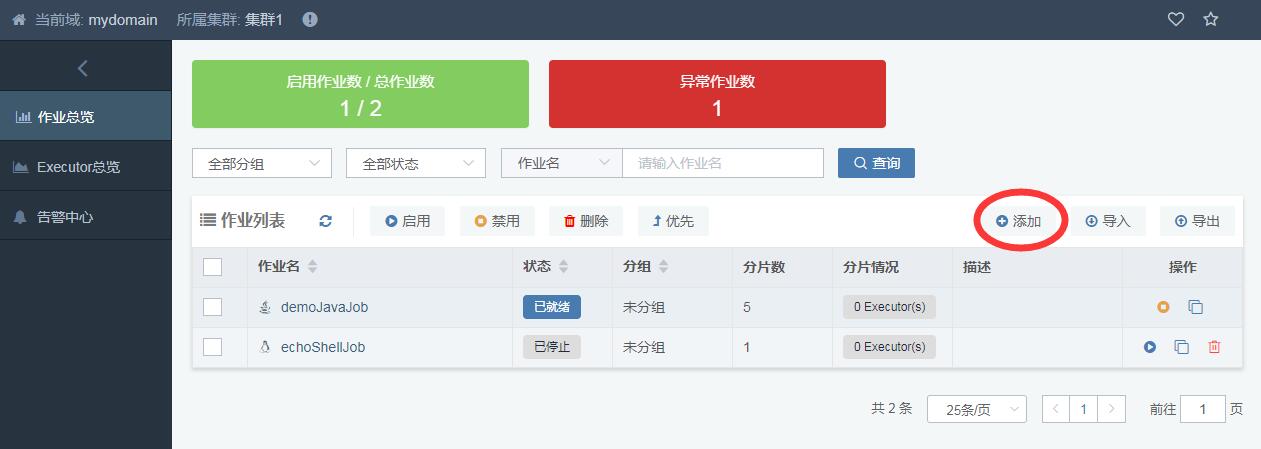 当前域: mydomain 所属集群: 集群1
作业总览
Executor总览
告警中心
启用作业数 / 总作业数
1 / 2
异常作业数
1
全部分组 全部状态 作业名 请输入作业名 查询
作业列表 启用 禁用 删除 优先 添加 导入 导出
作业名 状态 分组 分片数 分片情况 描述 操作
demoJavaJob 已就绪 未分组 5 0 Executor(s)
echoShellJob 已停止 未分组 1 0 Executor(s)
共 2 条 25条/页 1 前往 1 页